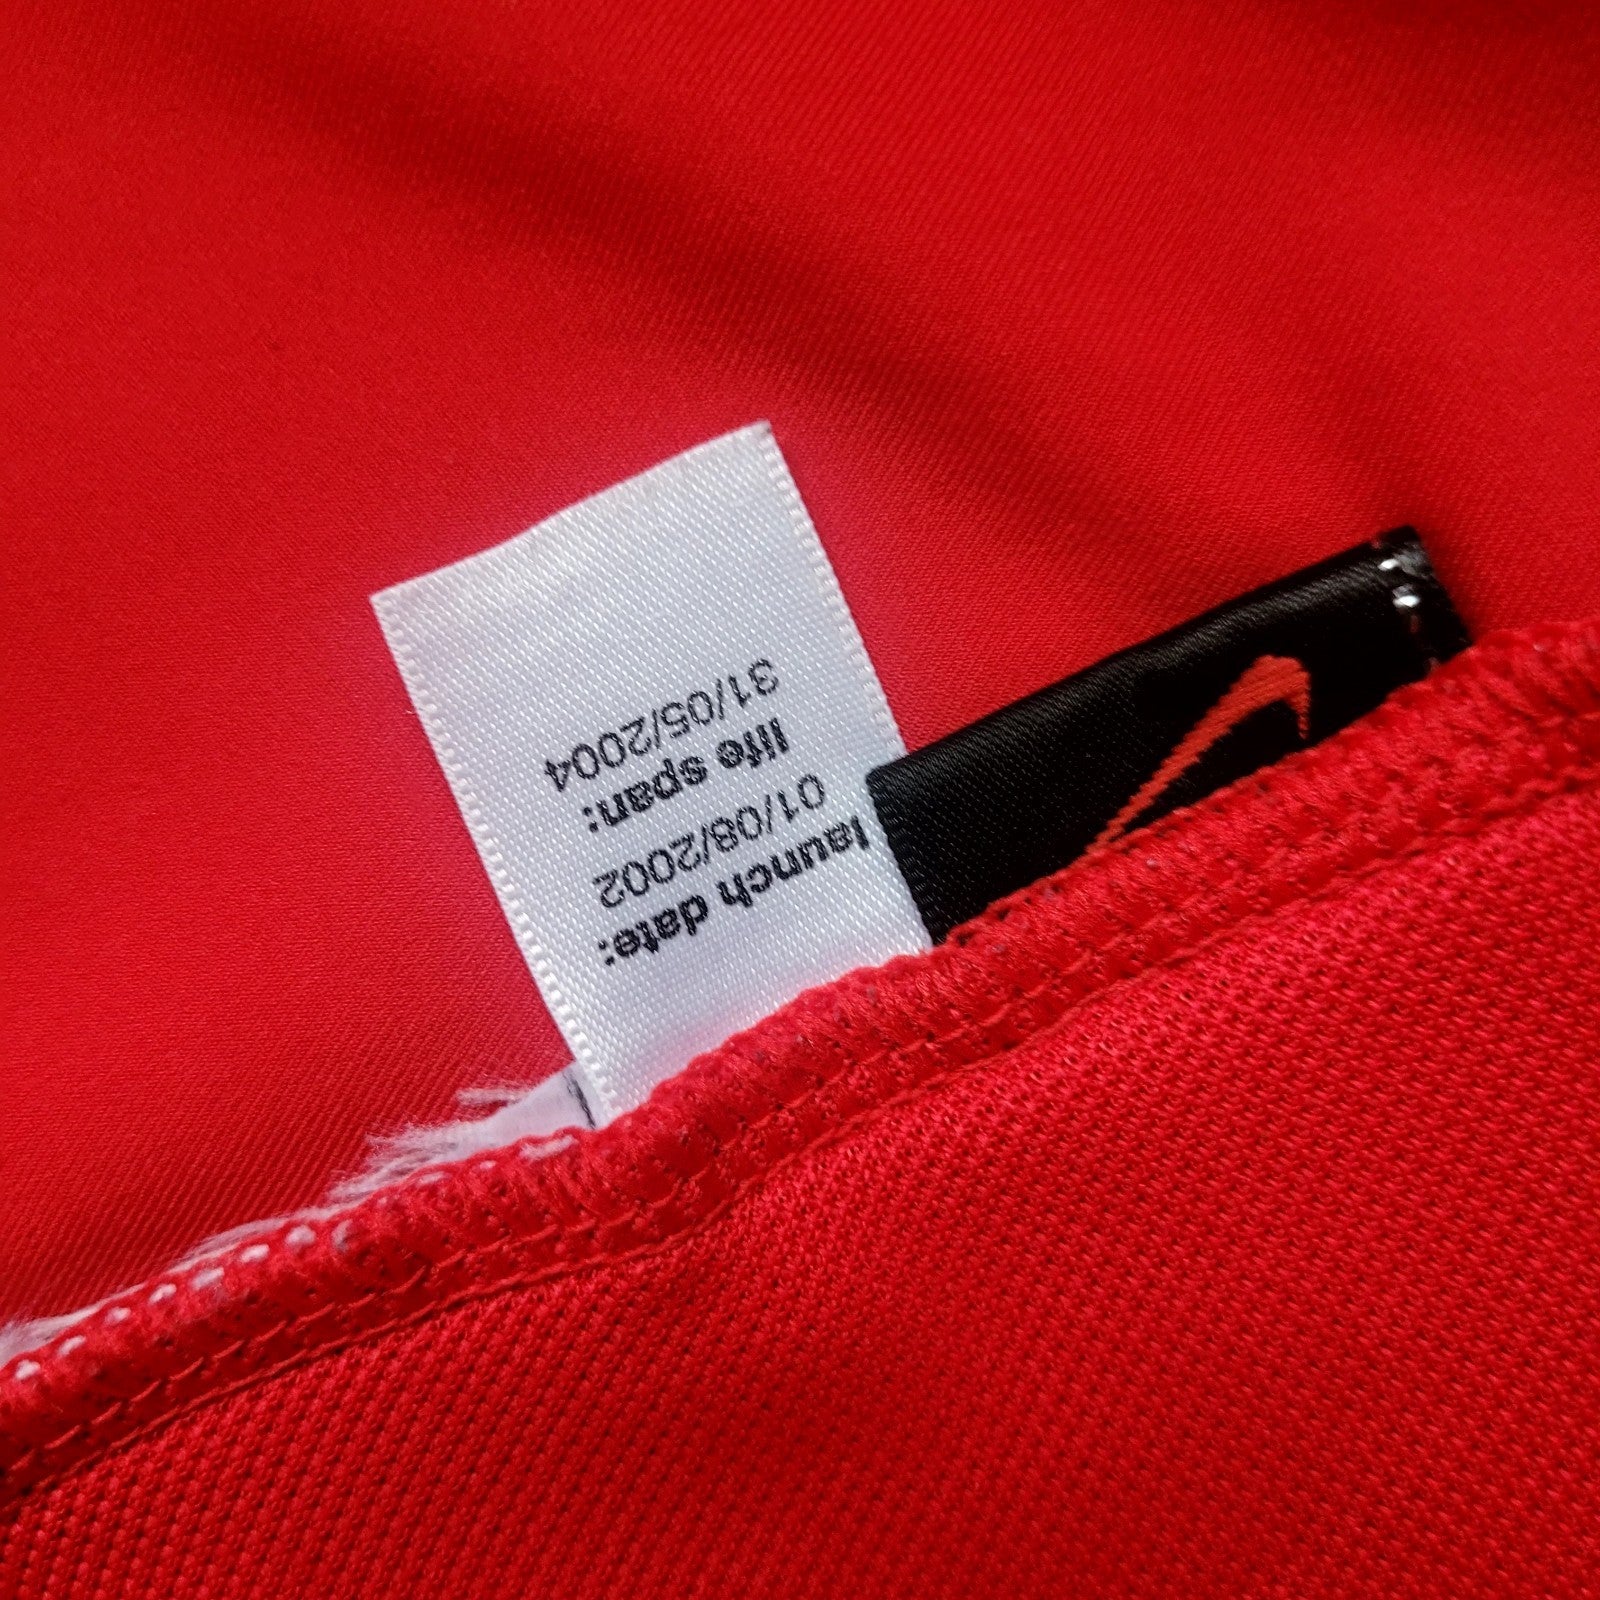 launch date:
01/08/2002
life span:
31/05/2004